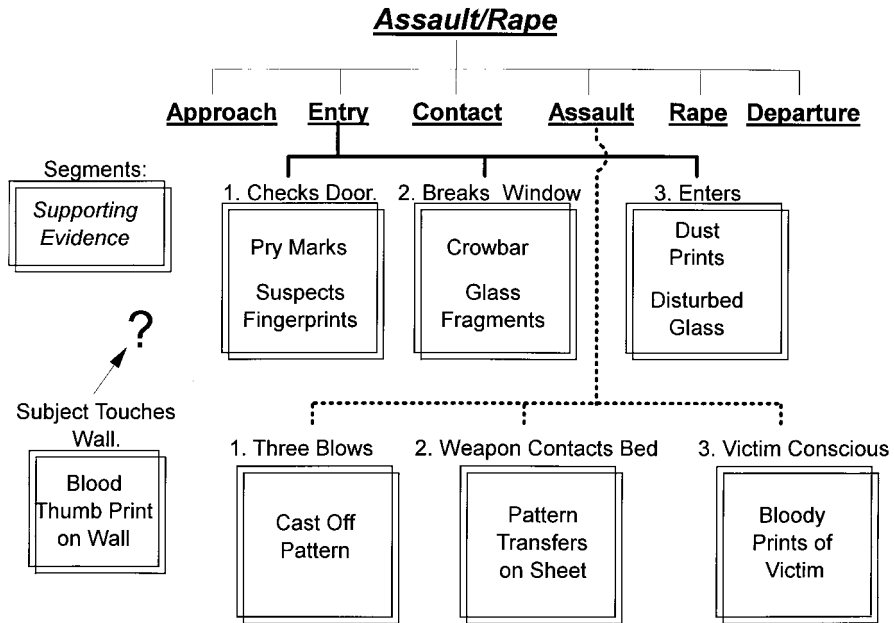 Assault/Rape
Approach Entry Contact Assault Rape Departure
Segments:
Supporting
Evidence
1. Checks Door.
Pry Marks
Suspects
Fingerprints
2. Breaks Window
Crowbar
Glass
Fragments
3. Enters
Dust
Prints
Disturbed
Glass
?
Subject Touches
Wall.
Blood
Thumb Print
on Wall
1. Three Blows
Cast Off
Pattern
2. Weapon Contacts Bed
Pattern
Transfers
on Sheet
3. Victim Conscious
Bloody
Prints of
Victim